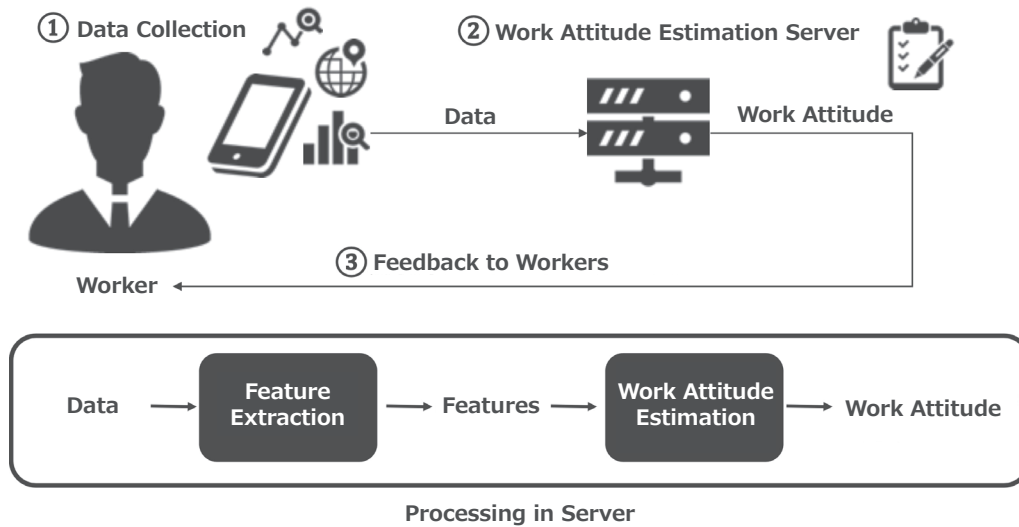 ① Data Collection
② Work Attitude Estimation Server
Data
Work Attitude
③ Feedback to Workers
Worker
Data
Feature
Extraction
Features
Work Attitude
Estimation
Work Attitude
Processing in Server